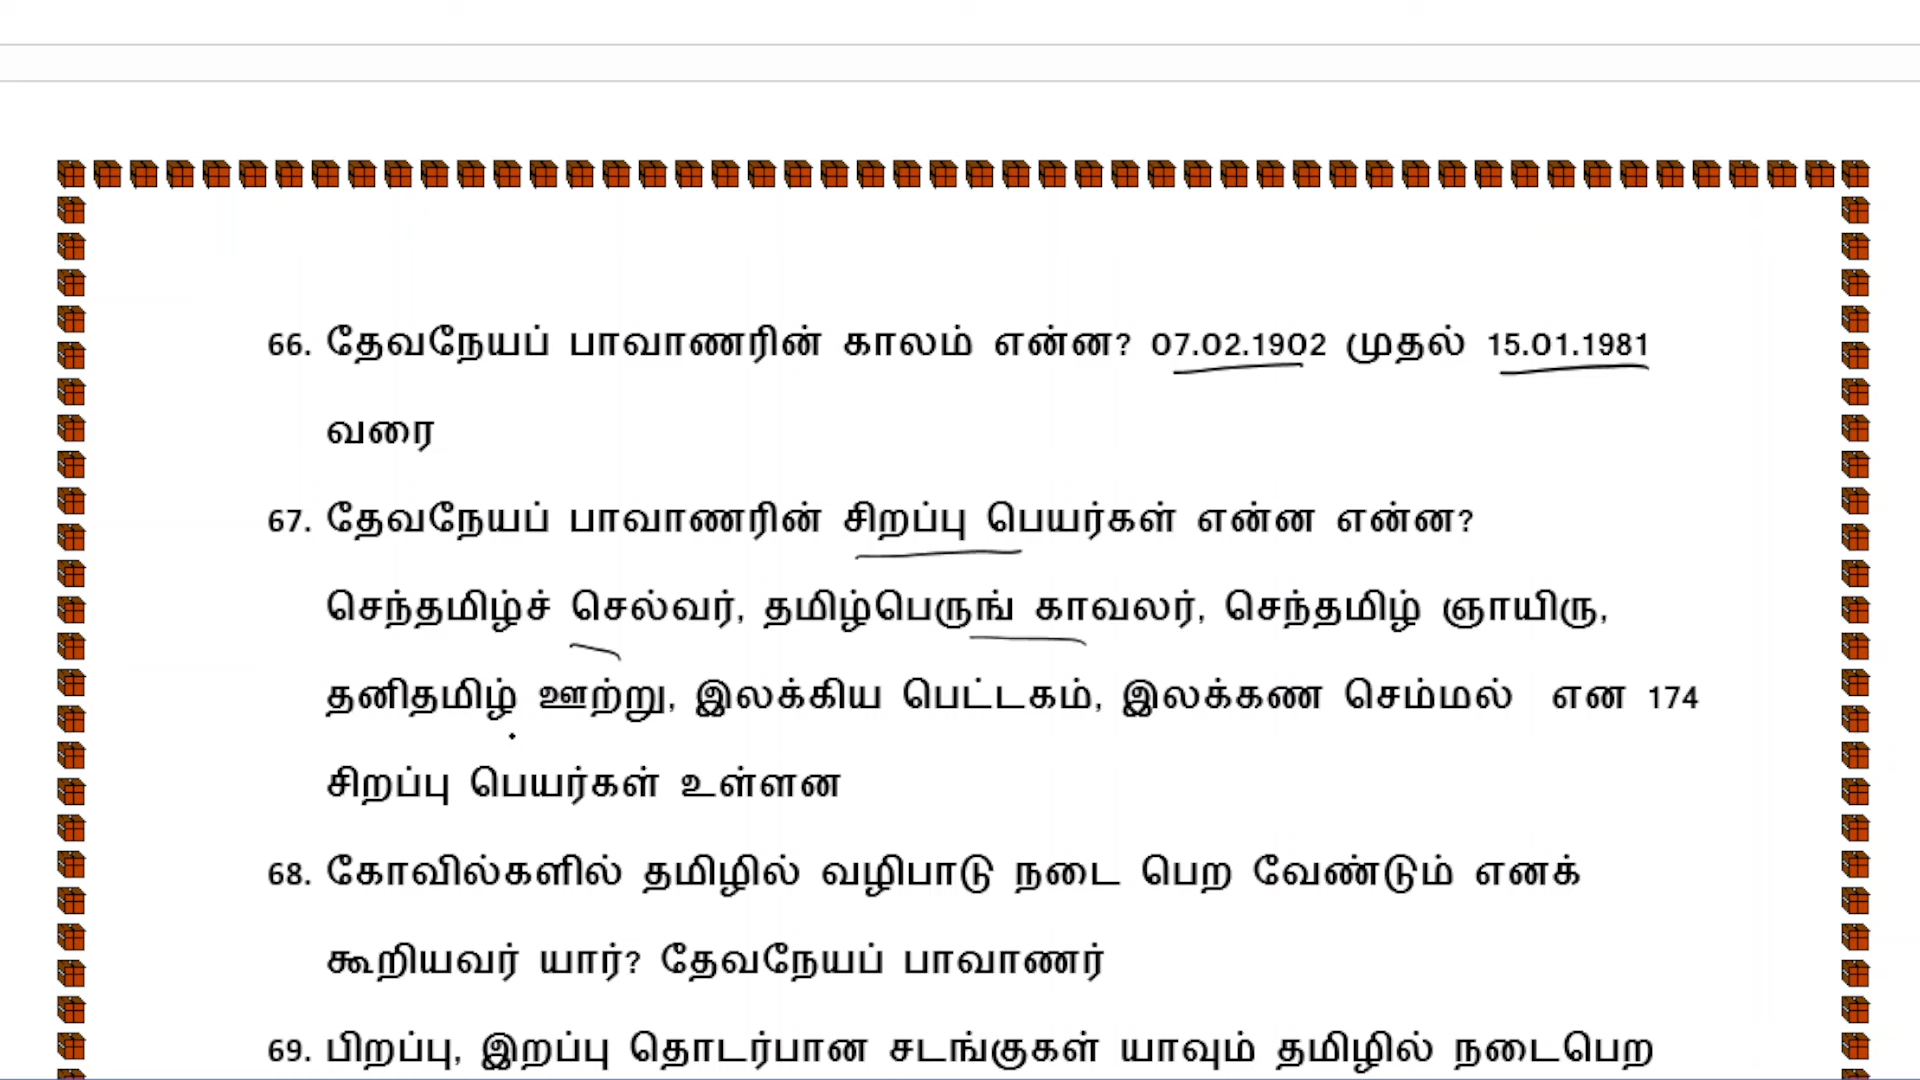 66. தேவநேயப் பாவாணரின் காலம் என்ன? 07.02.1902 முதல் 15.01.1981
வரை
67. தேவநேயப் பாவாணரின் சிறப்பு பெயர்கள் என்ன என்ன?
செந்தமிழ்ச் செல்வர், தமிழ்பெருங் காவலர், செந்தமிழ் ஞாயிரு,
தனிதமிழ் ஊற்று, இலக்கிய பெட்டகம், இலக்கண செம்மல் என 174
சிறப்பு பெயர்கள் உள்ளன
68. கோவில்களில் தமிழில் வழிபாடு நடை பெற வேண்டும் எனக்
கூறியவர் யார்? தேவநேயப் பாவாணர்
69. பிறப்பு, இறப்பு தொடர்பான சடங்குகள் யாவும் தமிழில் நடைபெற